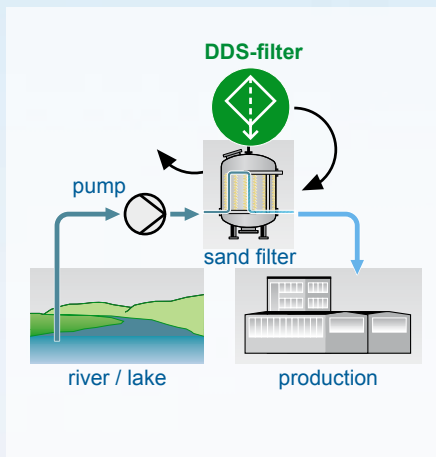 DDS-filter
pump
sand filter
river / lake
production